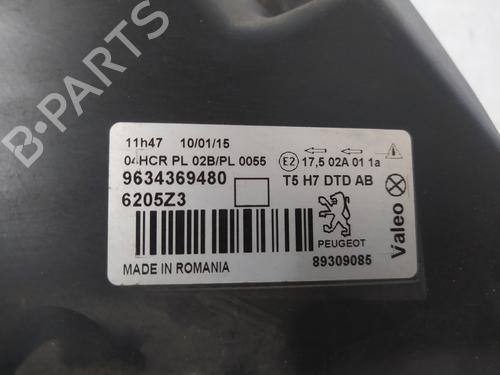 11h47 10/01/15
04HCR PL 02B/PL 0055 E2 17,5 02A 01 1a
9634369480 T5 H7 DTD AB
6205Z3
PEUGEOT
MADE IN ROMANIA 89309085
Valeo
B-PARTS